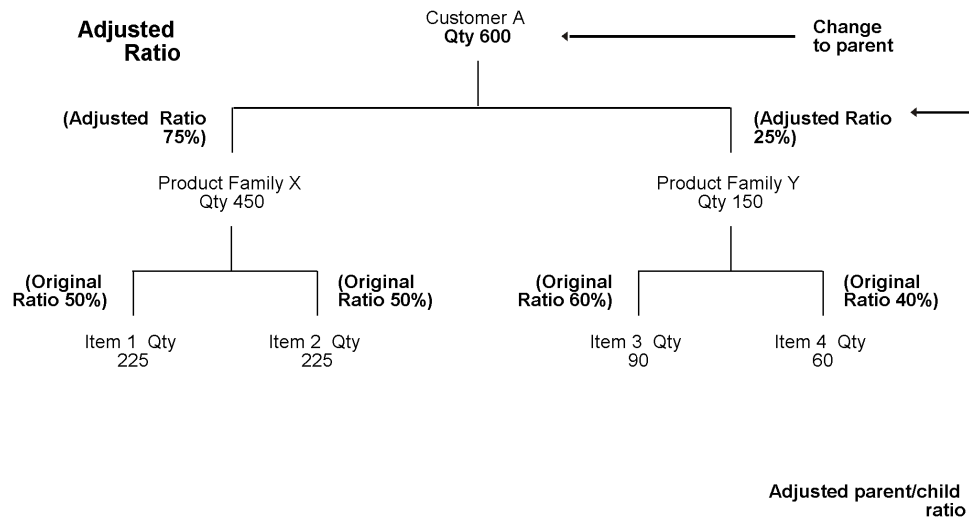 Adjusted
Ratio
Customer A
Qty 600
Change
to parent
(Adjusted Ratio
75%)
(Adjusted Ratio
25%)
Product Family X
Qty 450
Product Family Y
Qty 150
(Original
Ratio 50%)
(Original
Ratio 50%)
(Original
Ratio 60%)
(Original
Ratio 40%)
Item 1 Qty
225
Item 2 Qty
225
Item 3 Qty
90
Item 4 Qty
60
Adjusted parent/child
ratio